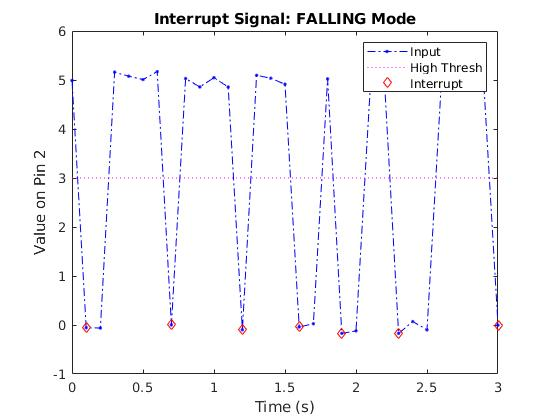 Interrupt Signal: FALLING Mode
6
5
4
3
2
1
0
-1
Value on Pin 2
Input
High Thresh
Interrupt
0 0.5 1 1.5 2 2.5 3
Time (s)